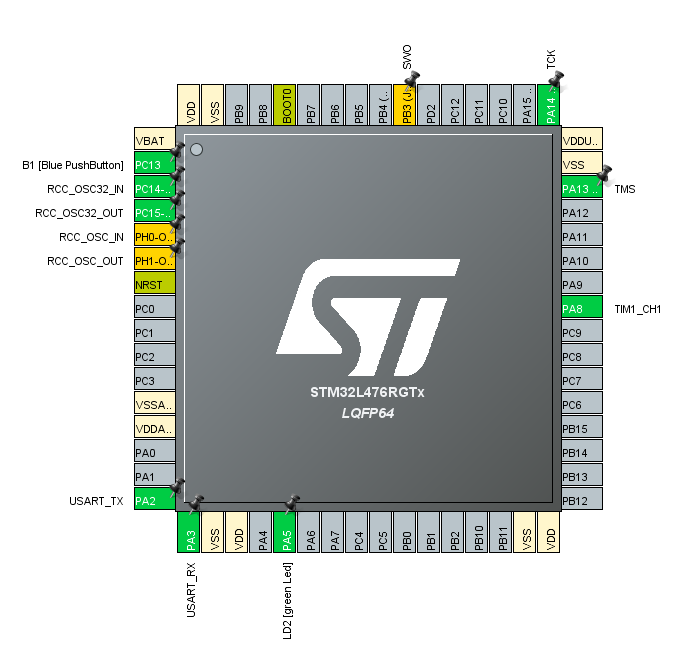 SWO
TCK
VDD
VSS
PB9
PB8
BOOT0
PB7
PB6
PB5
PB4 (..
PB3 (J..
PD2
PC12
PC11
PC10
PA15 ..
PA14 ..
VBAT
B1 [Blue PushButton] PC13
RCC_OSC32_IN PC14-..
RCC_OSC32_OUT PC15-..
RCC_OSC_IN PH0-O..
RCC_OSC_OUT PH1-O..
NRST
PC0
PC1
PC2
PC3
VSSA..
VDDA..
PA0
PA1
USART_TX PA2
STM32L476RGTx
LQFP64
VDDU..
VSS
PA13 .. TMS
PA12
PA11
PA10
PA9
PA8 TIM1_CH1
PC9
PC8
PC7
PC6
PB15
PB14
PB13
PB12
PA3
VSS
VDD
PA4
PA5
PA6
PA7
PC4
PC5
PB0
PB1
PB2
PB10
PB11
VSS
VDD
USART_RX
LD2 [green Led]